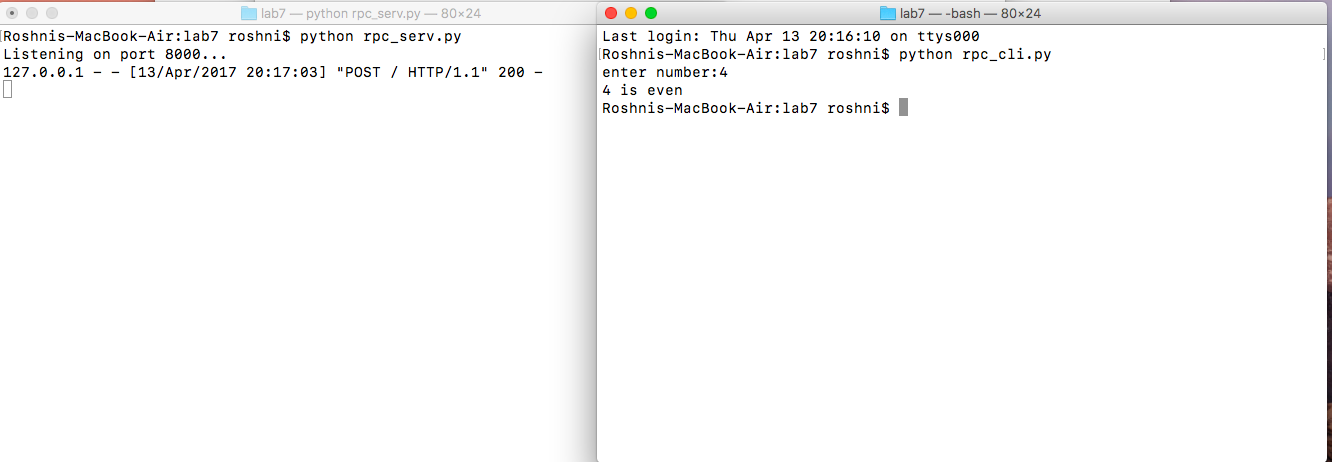 lab7 — python rpc_serv.py — 80×24
Roshnis-MacBook-Air:lab7 roshni$ python rpc_serv.py
Listening on port 8000...
127.0.0.1 - - [13/Apr/2017 20:17:03] "POST / HTTP/1.1" 200 -
lab7 — -bash — 80×24
Last login: Thu Apr 13 20:16:10 on ttys000
[Roshnis-MacBook-Air:lab7 roshni$ python rpc_cli.py ]
enter number:4
4 is even
Roshnis-MacBook-Air:lab7 roshni$